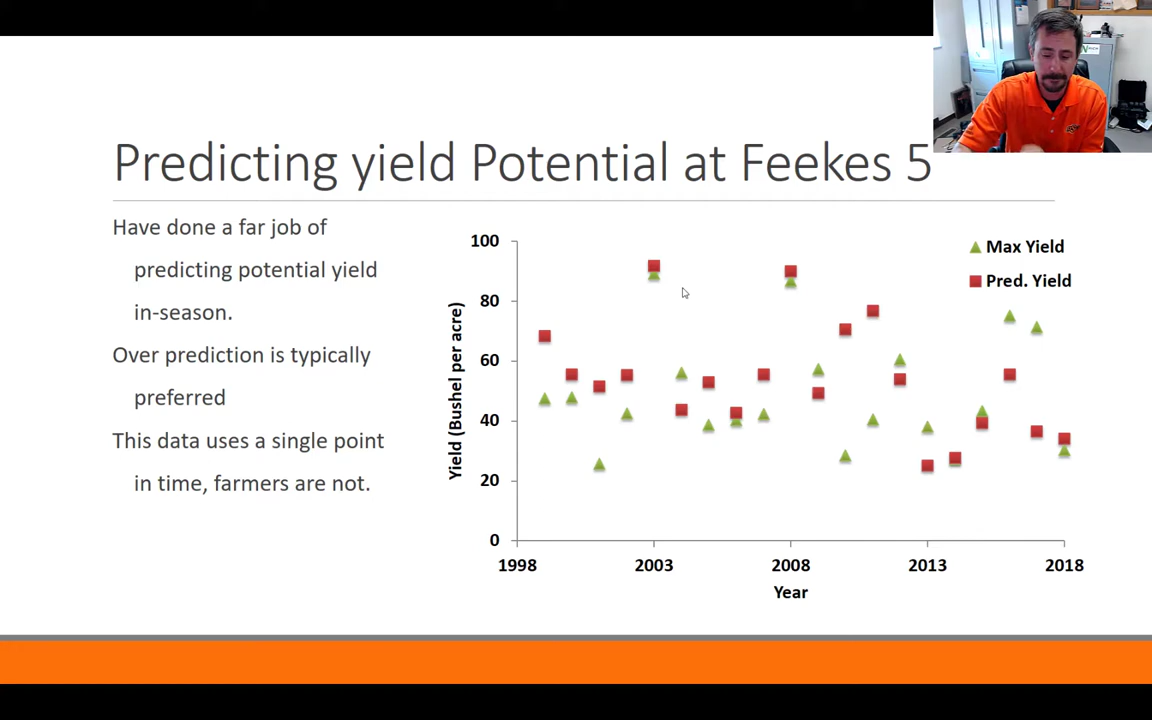 Predicting yield Potential at Feekes 5
Have done a far job of
predicting potential yield
in-season.
Over prediction is typically
preferred
This data uses a single point
in time, farmers are not.
Max Yield
Pred. Yield
Yield (Bushel per acre)
100
80
60
40
20
0
1998 2003 2008 2013 2018
Year